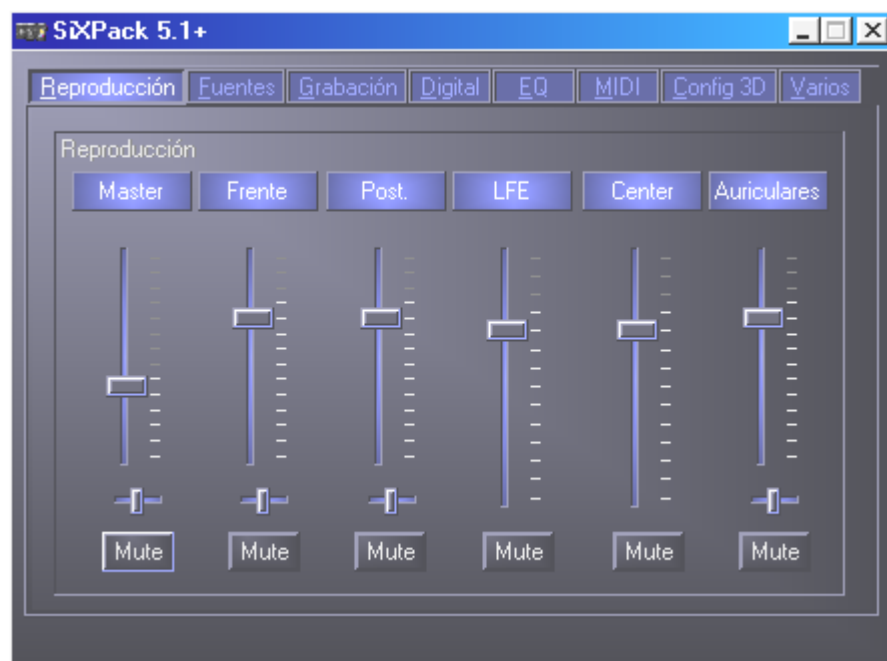 SiXPack 5.1+
Reproducción Fuentes Grabación Digital EQ MIDI Config 3D Varios
Reproducción
Master Frente Post. LFE Center Auriculares
Mute Mute Mute Mute Mute Mute